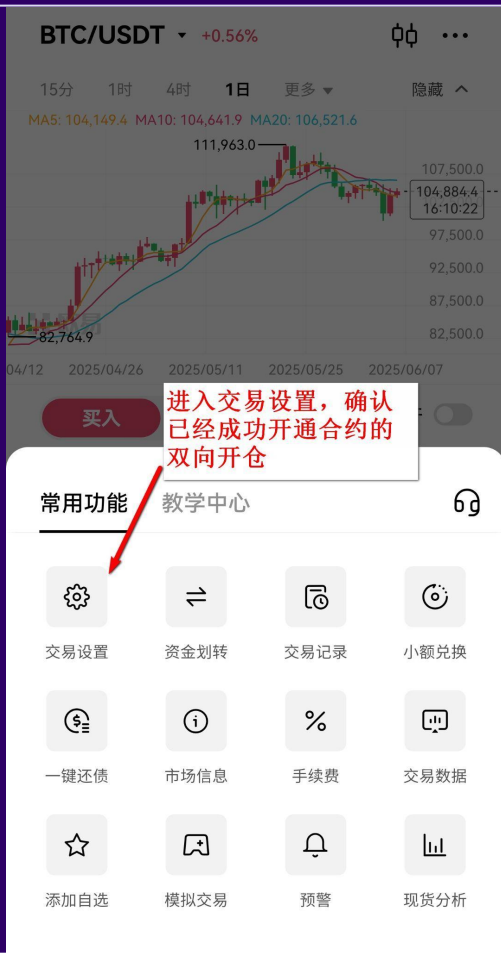 BTC/USDT +0.56%
15分 1时 4时 1日 更多 隐藏
MA5: 104,149.4 MA10: 104,641.9 MA20: 106,521.6
111,963.0
107,500.0
104,884.4
16:10:22
97,500.0
92,500.0
87,500.0
82,764.9
82,500.0
04/12 2025/04/26 2025/05/11 2025/05/25 2025/06/07
买入
进入交易设置，确认
已经成功开通合约的
双向开仓
常用功能 教学中心
交易设置 资金划转 交易记录 小额兑换
一键还债 市场信息 手续费 交易数据
添加自选 模拟交易 预警 现货分析